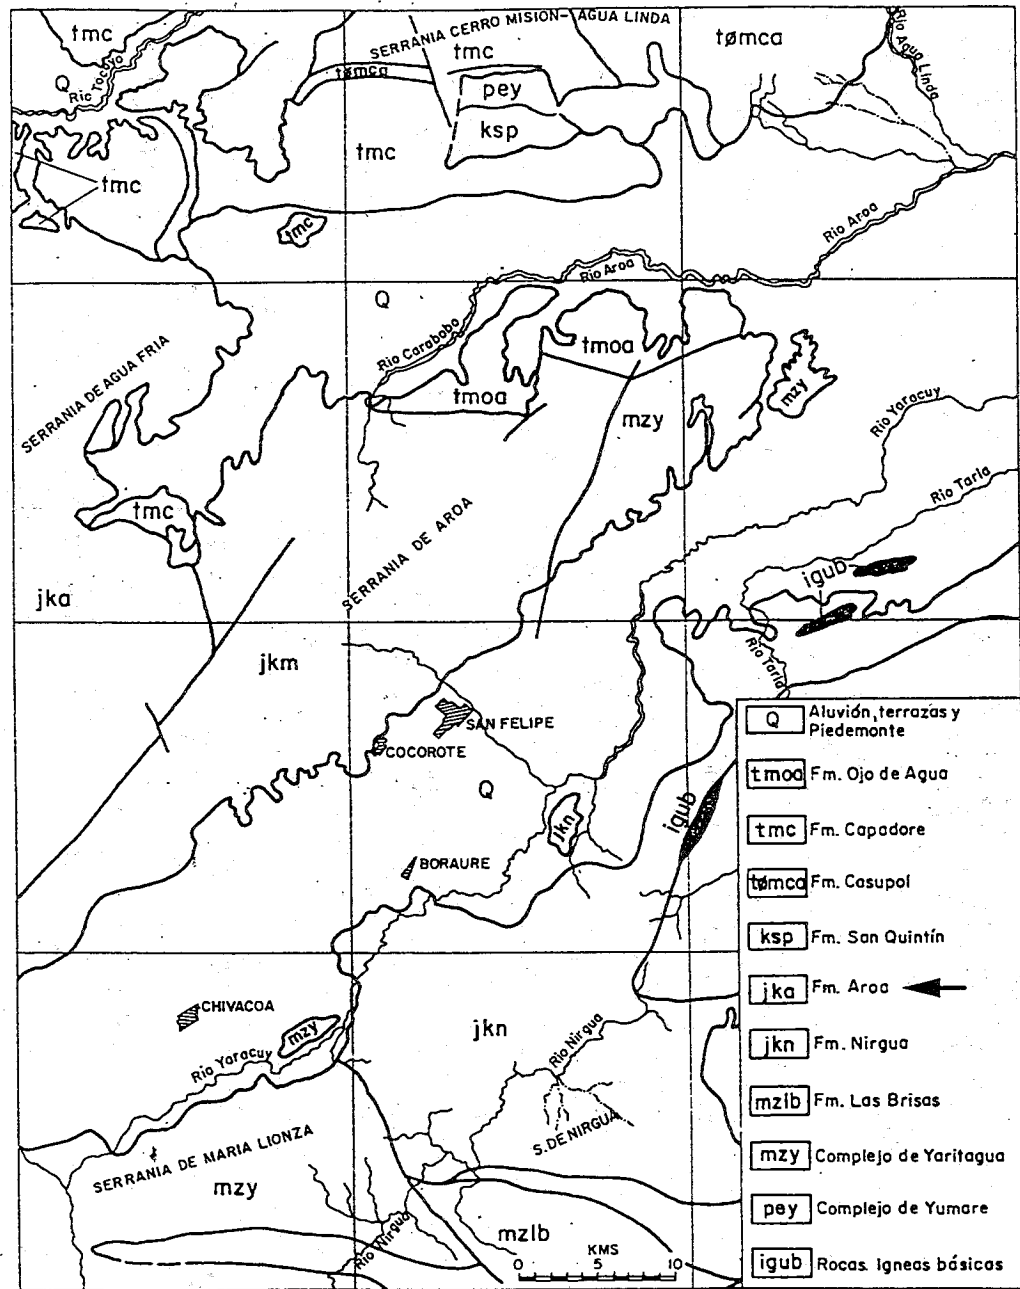 tmc
SERRANIA CERRO MISION- AGUA LINDA
tømca
Q
Rio Tocuyo
tmc
tømca
pey
Rio Agua Linda
ksp
tmc
tmc
tmc
Rio Aroa
Rio Aroa
Q
SERRANIA DE AGUA FRIA
Rio Carabobo
tmoa
tmoa
mzy
mzy
Rio Yaracuy
Rio Tarla
tmc
SERRANIA DE AROA
igub
jka
jkm
Rio Tarla
SAN FELIPE
COCOROTE
Q
jkn
igub
BORAURE
CHIVACOA
mzy
jkn
Rio Yaracuy
Rio Nirgua
S. DE NIRGUA
SERRANIA DE MARIA LIONZA
mzy
Rio Nirgua
mzlb
KMS
0 5 10
Q Aluvión, terrazas y
Piedemonte
tmoa Fm. Ojo de Agua
tmc Fm. Capadore
tømca Fm. Casupal
ksp Fm. San Quintín
jka Fm. Aroa
jkn Fm. Nirgua
mzlb Fm. Las Brisas
mzy Complejo de Yaritagua
pey Complejo de Yumare
igub Rocas. Igneas básicas